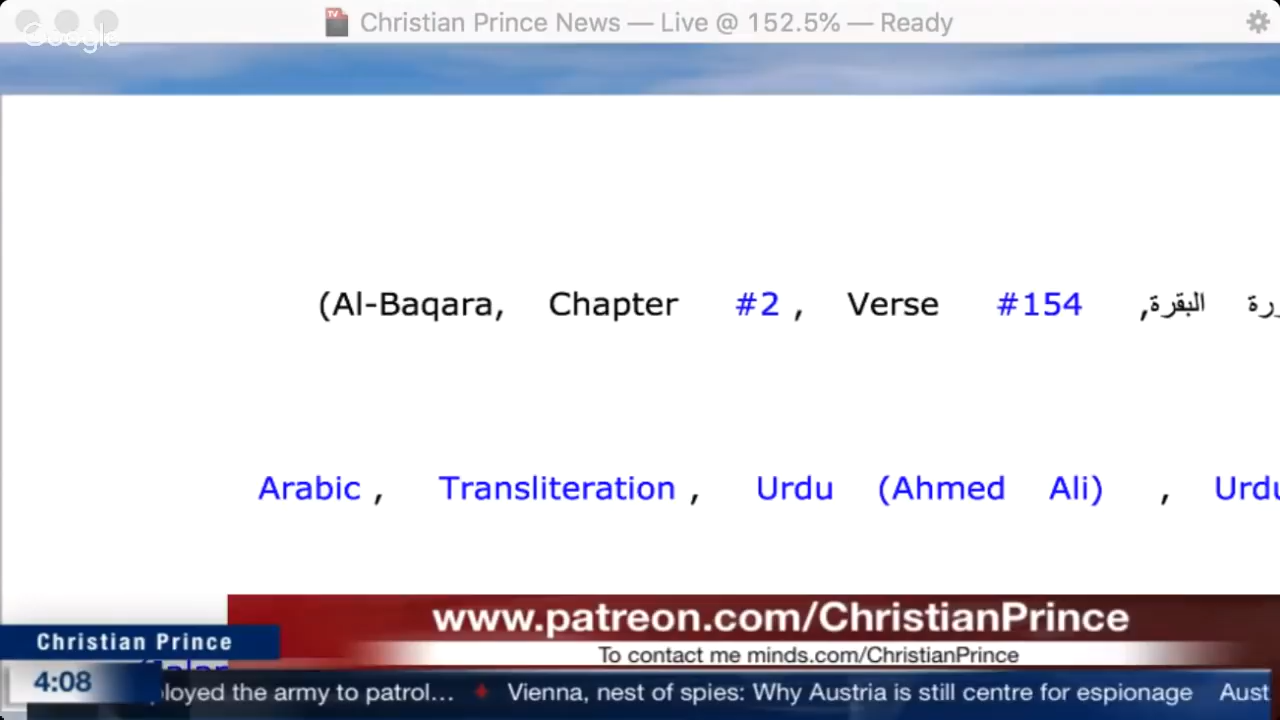 Christian Prince News — Live @ 152.5% — Ready
Google
(Al-Baqara, Chapter #2 , Verse #154 ,البقرة
Arabic , Transliteration , Urdu (Ahmed Ali) , Urdu
www.patreon.com/ChristianPrince
Christian Prince
To contact me minds.com/ChristianPrince
4:08
ployed the army to patrol... ♦ Vienna, nest of spies: Why Austria is still centre for espionage Aust